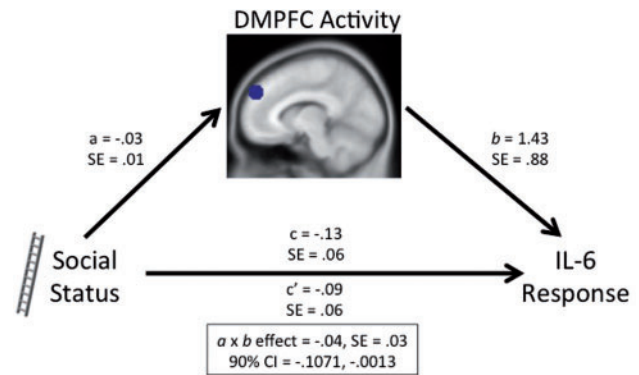 DMPFC Activity
a = -.03
SE = .01
b = 1.43
SE = .88
Social
Status
c = -.13
SE = .06
c’ = -.09
SE = .06
IL-6
Response
a x b effect = -.04, SE = .03
90% CI = -.1071, -.0013